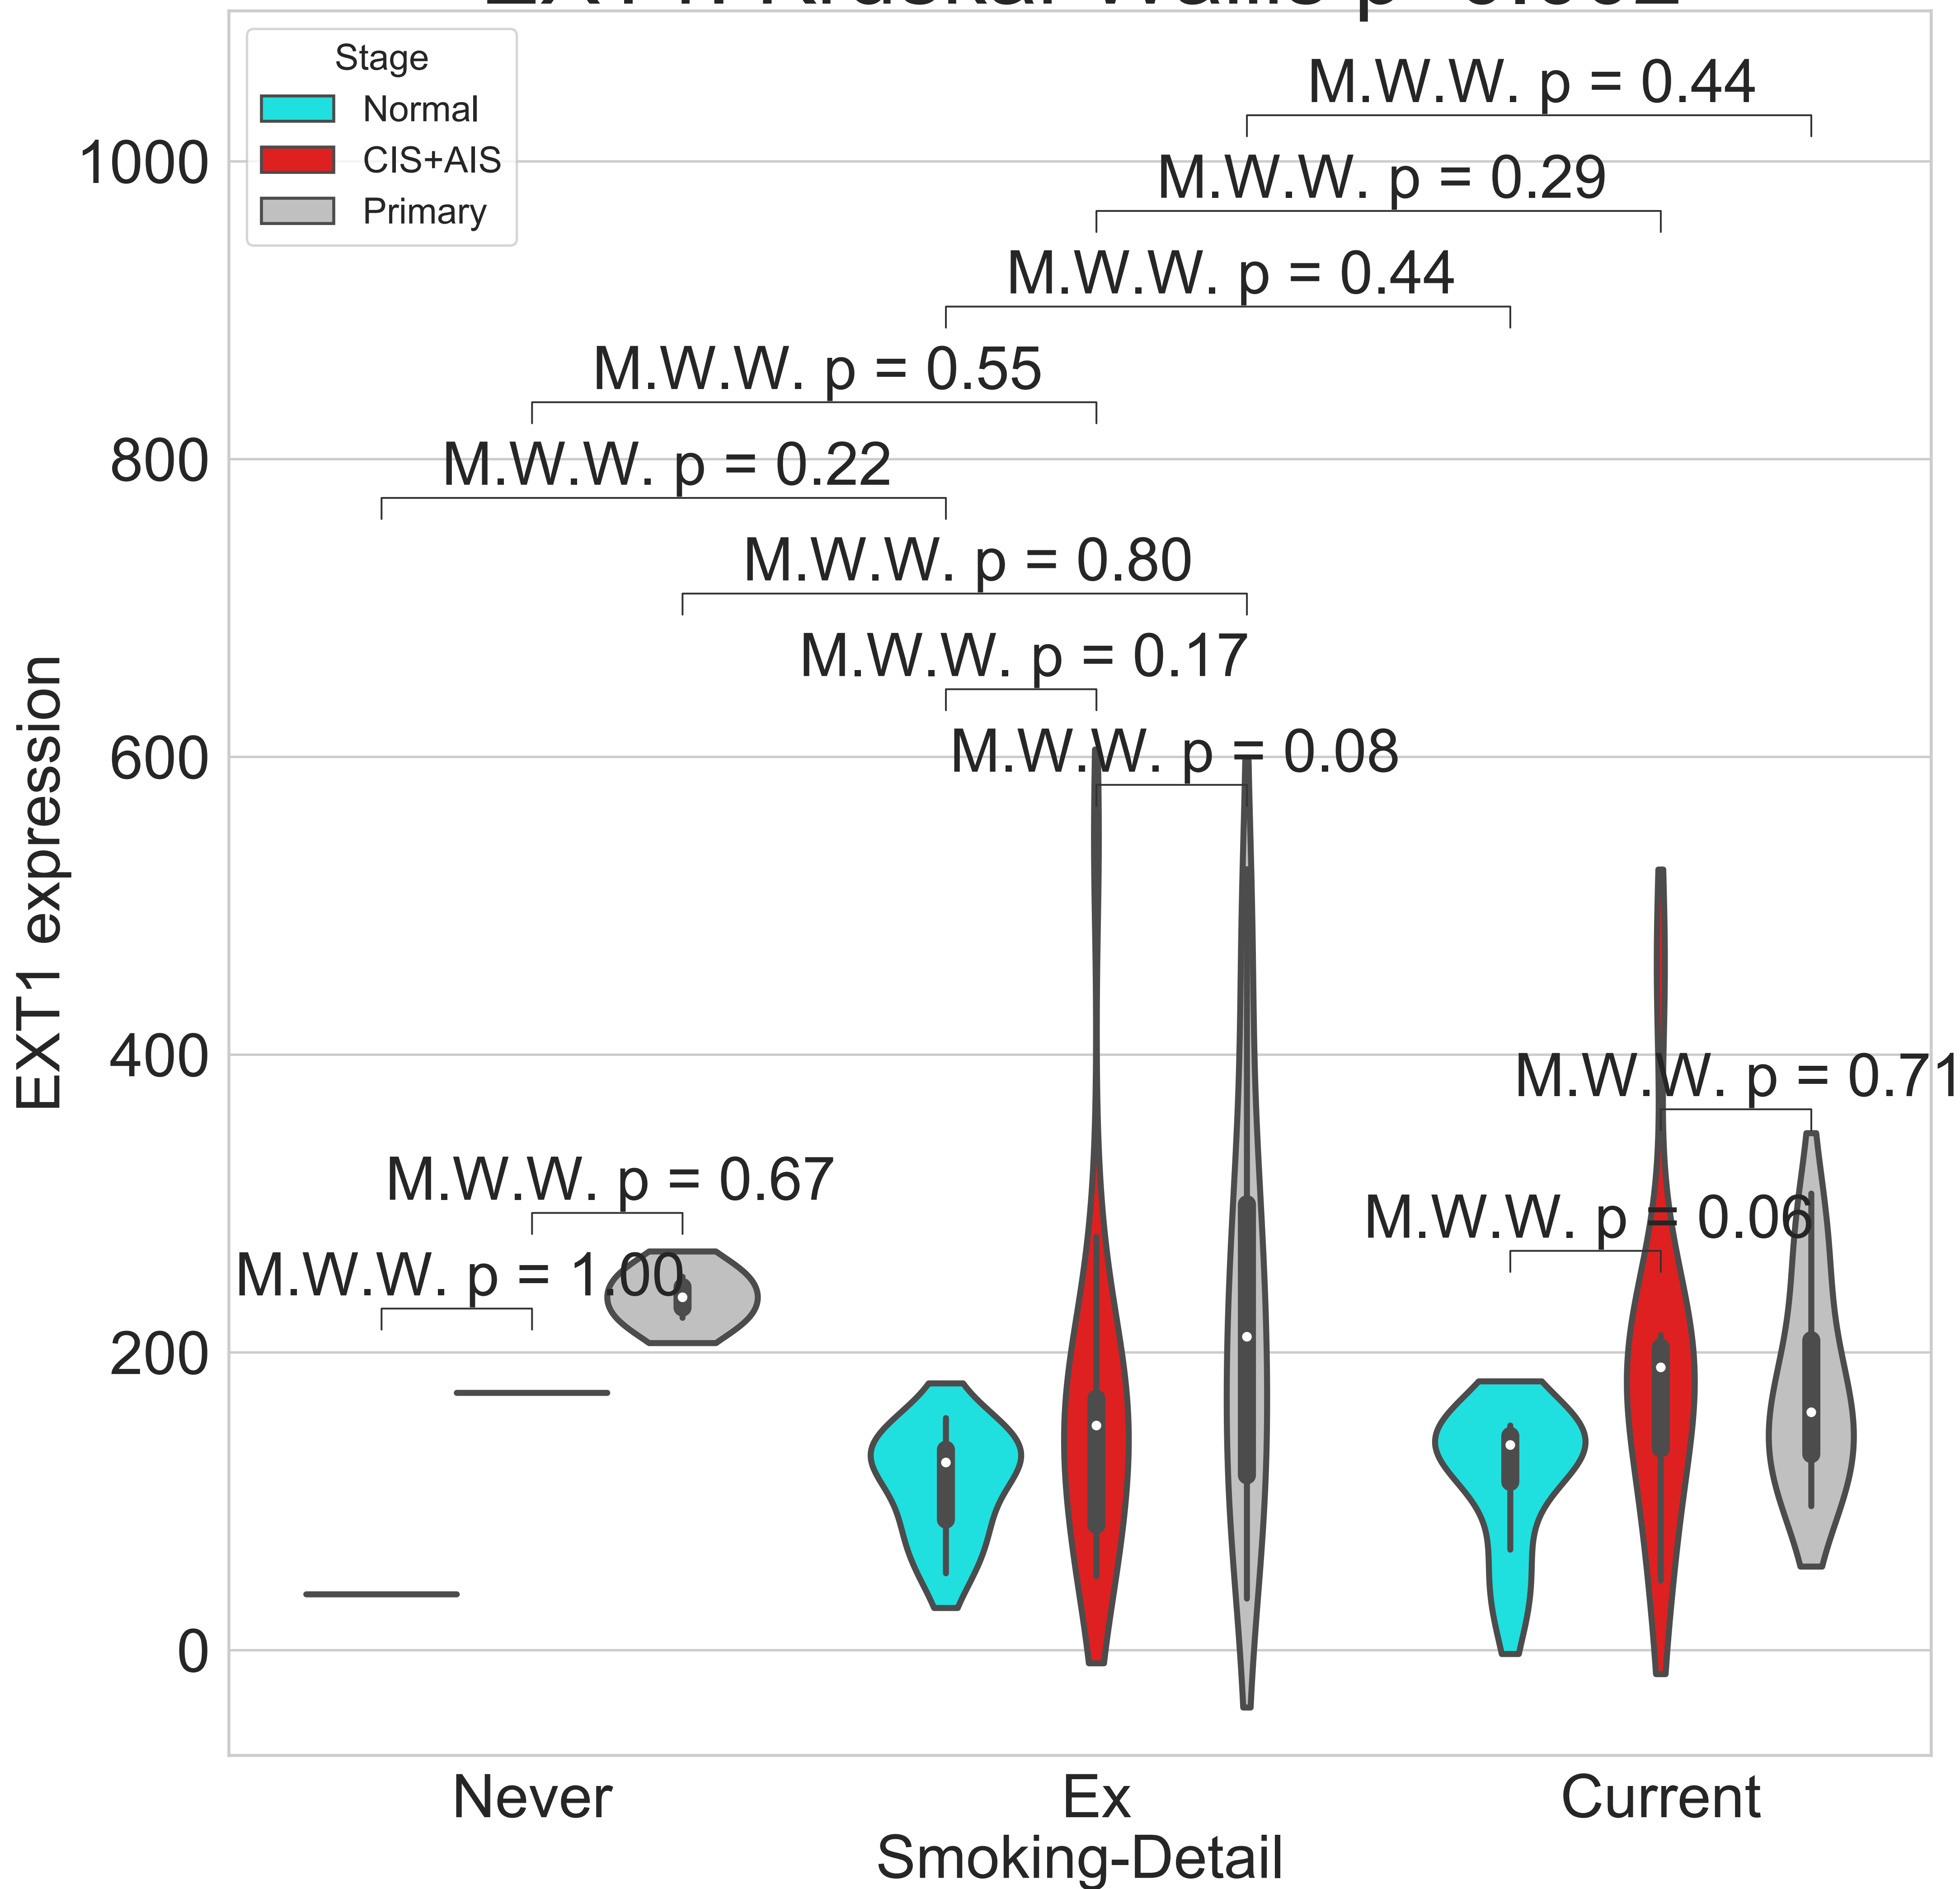 Stage
Normal
CIS+AIS
Primary
M.W.W. p = 0.44
M.W.W. p = 0.29
M.W.W. p = 0.44
M.W.W. p = 0.55
M.W.W. p = 0.22
M.W.W. p = 0.80
M.W.W. p = 0.17
M.W.W. p = 0.08
M.W.W. p = 0.71
M.W.W. p = 0.67
M.W.W. p = 0.06
M.W.W. p = 1.00
1000
800
600
400
200
0
EXT1 expression
Never
Ex
Current
Smoking-Detail